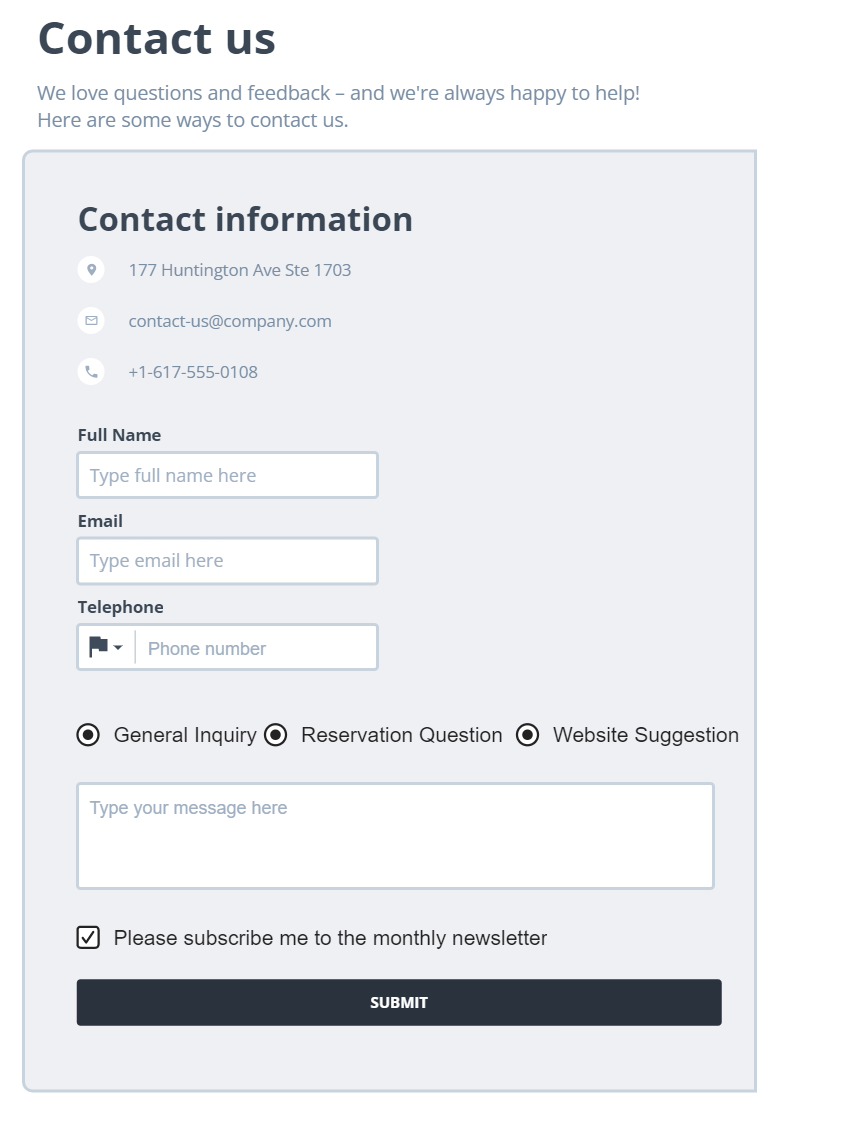 Contact us
We love questions and feedback – and we're always happy to help!
Here are some ways to contact us.
Contact information
177 Huntington Ave Ste 1703
contact-us@company.com
+1-617-555-0108
Full Name
Type full name here
Email
Type email here
Telephone
Phone number
General Inquiry Reservation Question Website Suggestion
Type your message here
Please subscribe me to the monthly newsletter
SUBMIT